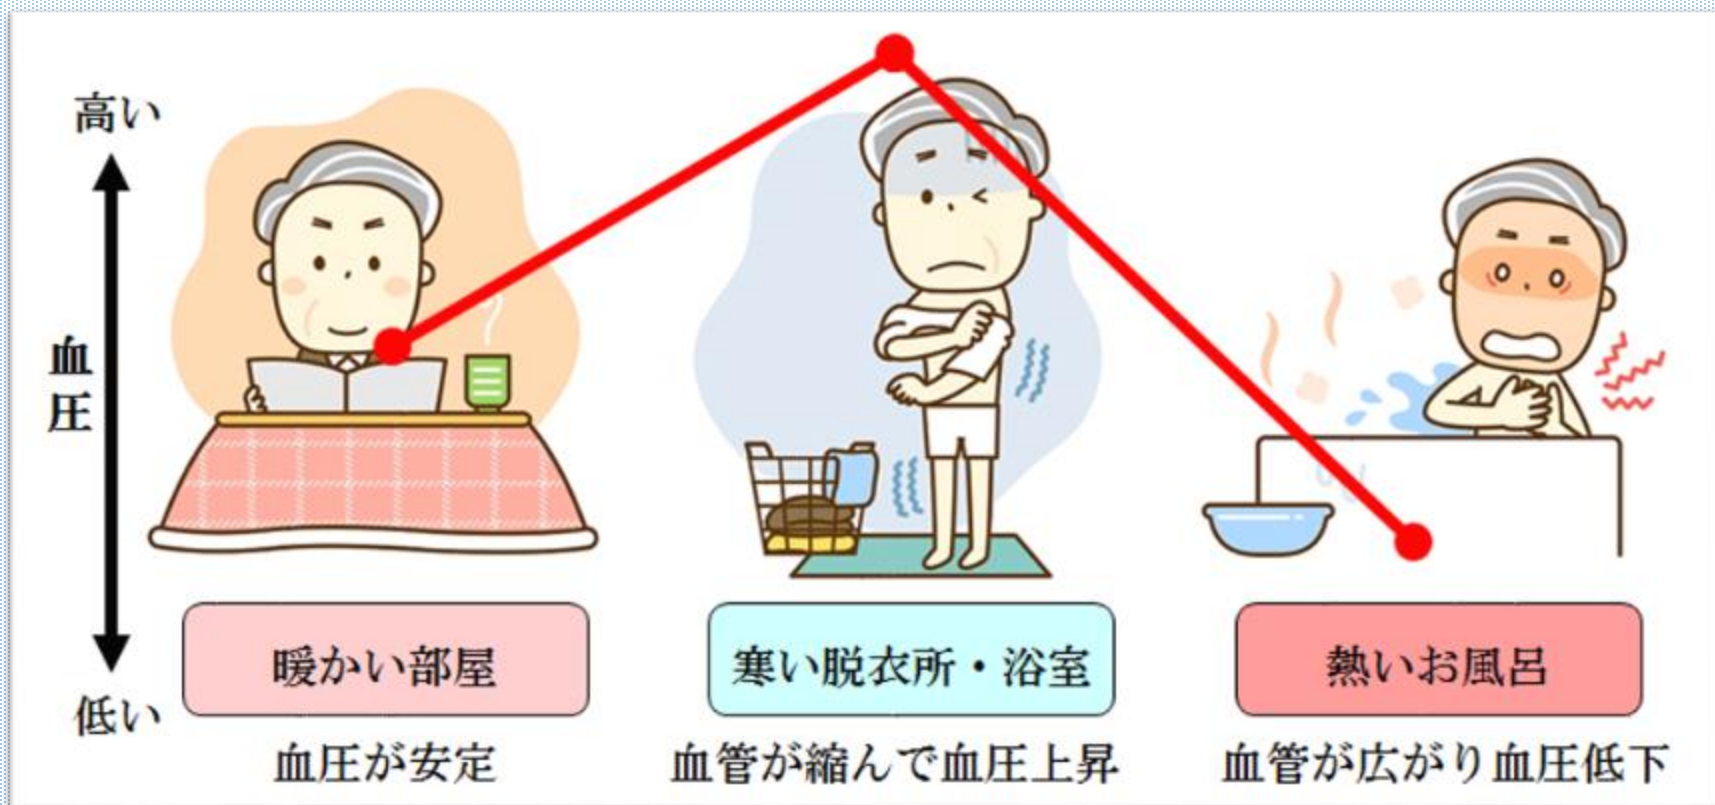 高い
血圧
低い
暖かい部屋
寒い脱衣所・浴室
熱いお風呂
血圧が安定
血管が縮んで血圧上昇
血管が広がり血圧低下